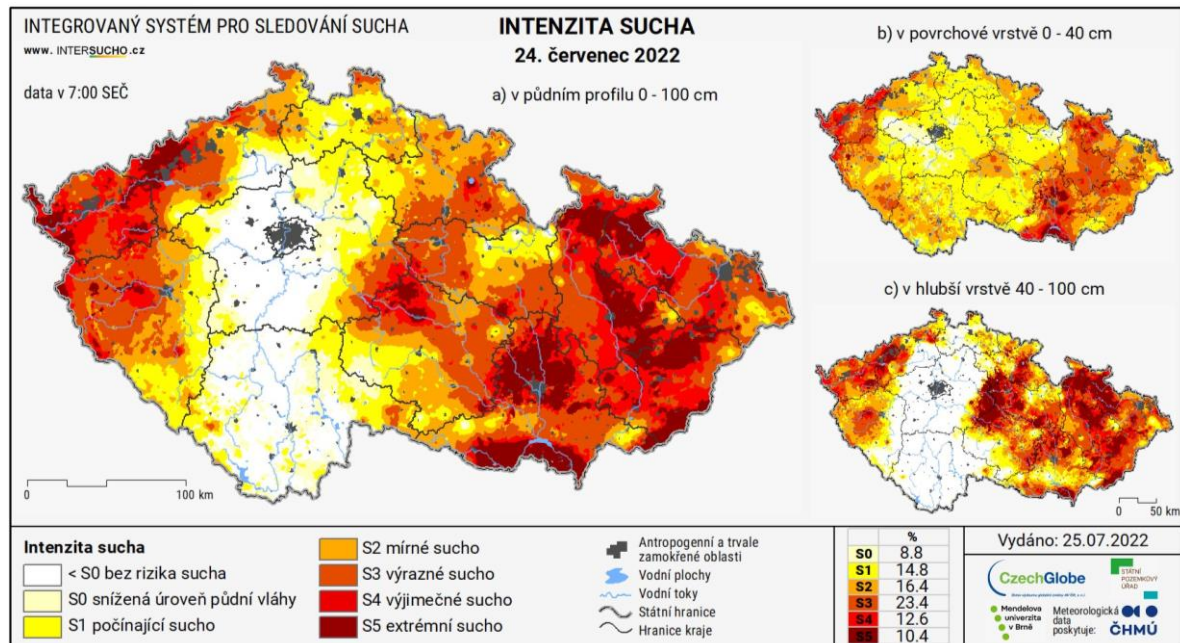 INTEGROVANÝ SYSTÉM PRO SLEDOVÁNÍ SUCHA
www. INTERSUCHO.cz
data v 7:00 SEČ
INTENZITA SUCHA
24. červenec 2022
a) v půdním profilu 0 - 100 cm
b) v povrchové vrstvě 0 - 40 cm
c) v hlubší vrstvě 40 - 100 cm
0 100 km
0 50 km
Intenzita sucha
< S0 bez rizika sucha
S0 snížená úroveň půdní vláhy
S1 počínající sucho
S2 mírné sucho
S3 výrazné sucho
S4 výjimečné sucho
S5 extrémní sucho
Antropogenní a trvale
zamokřené oblasti
Vodní plochy
Vodní toky
Státní hranice
Hranice kraje
%
S0 8.8
S1 14.8
S2 16.4
S3 23.4
S4 12.6
S5 10.4
Vydáno: 25.07.2022
CzechGlobe
STÁTNÍ
POZEMKOVÝ
ÚŘAD
Mendelova
univerzita
v Brně
Meteorologická
data
poskytuje:
ČHMÚ